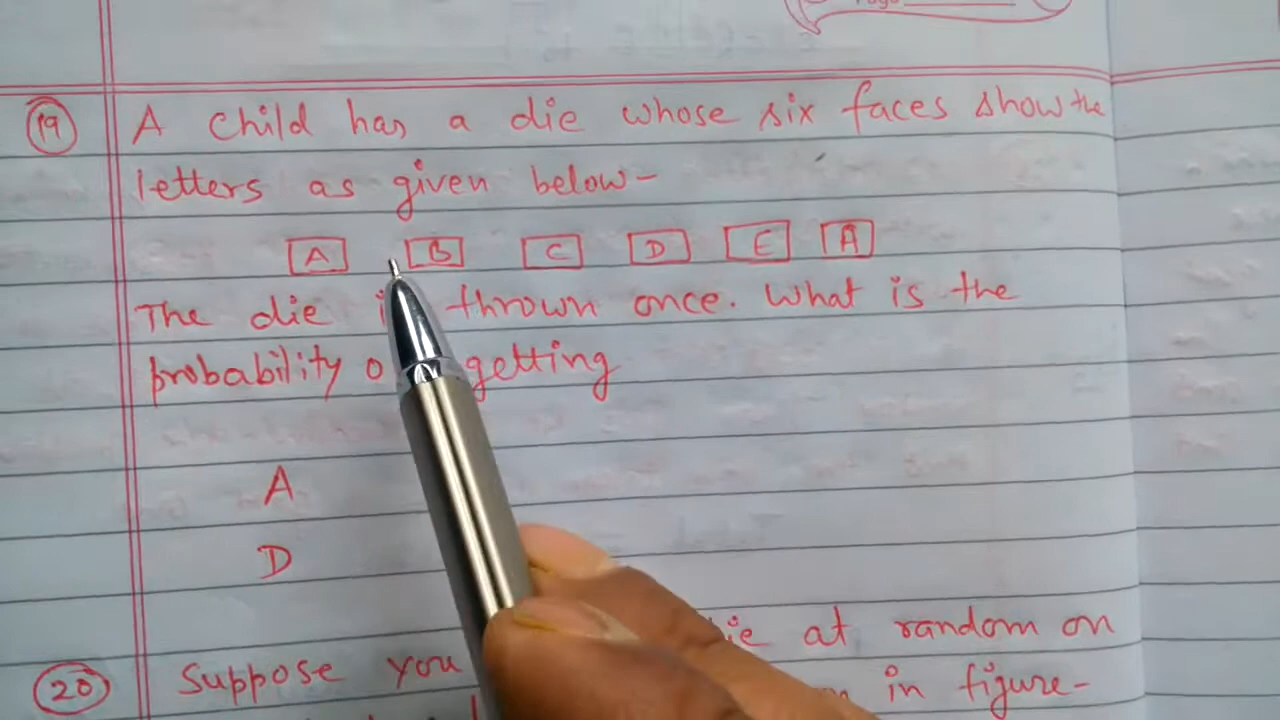 19 A child has a die whose six faces show the
letters as given below-
A B C D E A
The die thrown once. What is the
probability getting
A
D
at random on
20 Suppose you in figure-